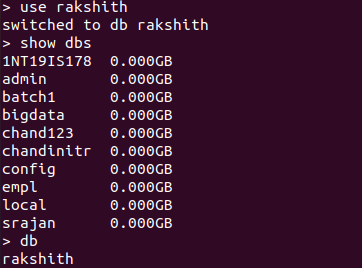 > use rakshith
switched to db rakshith
> show dbs
1NT19IS178  0.000GB
admin       0.000GB
batch1      0.000GB
bigdata     0.000GB
chand123    0.000GB
chandinitr  0.000GB
config      0.000GB
empl        0.000GB
local       0.000GB
srajan      0.000GB
> db
rakshith